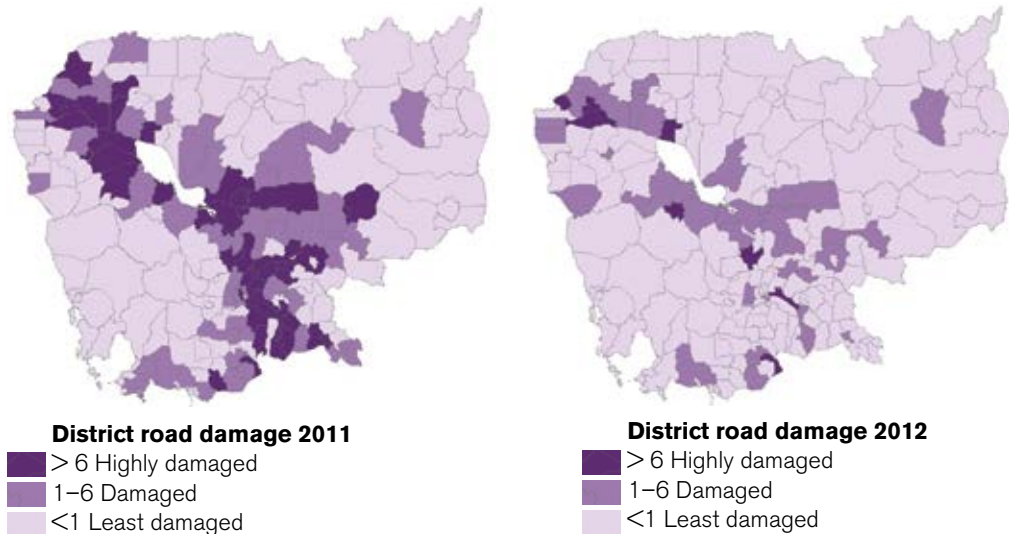 District road damage 2011
> 6 Highly damaged
1–6 Damaged
<1 Least damaged
District road damage 2012
> 6 Highly damaged
1–6 Damaged
<1 Least damaged